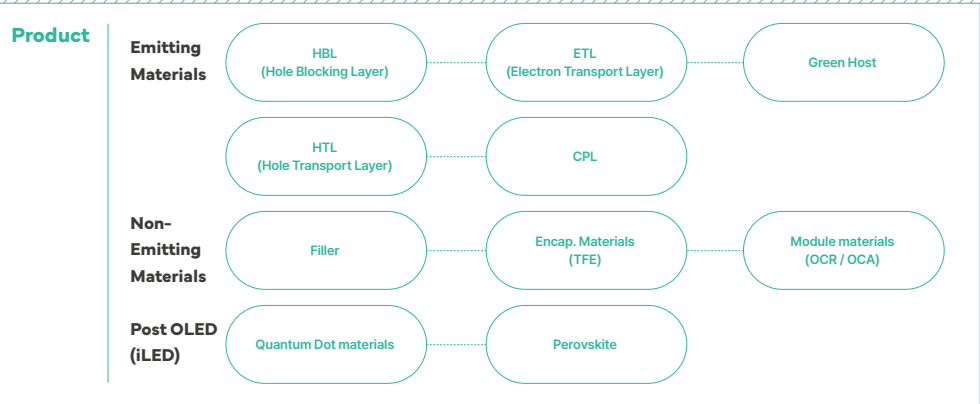 Product
Emitting
Materials
HBL
(Hole Blocking Layer)
ETL
(Electron Transport Layer)
Green Host
HTL
(Hole Transport Layer)
CPL
Non-
Emitting
Materials
Filler
Encap. Materials
(TFE)
Module materials
(OCR / OCA)
Post OLED
(iLED)
Quantum Dot materials
Perovskite